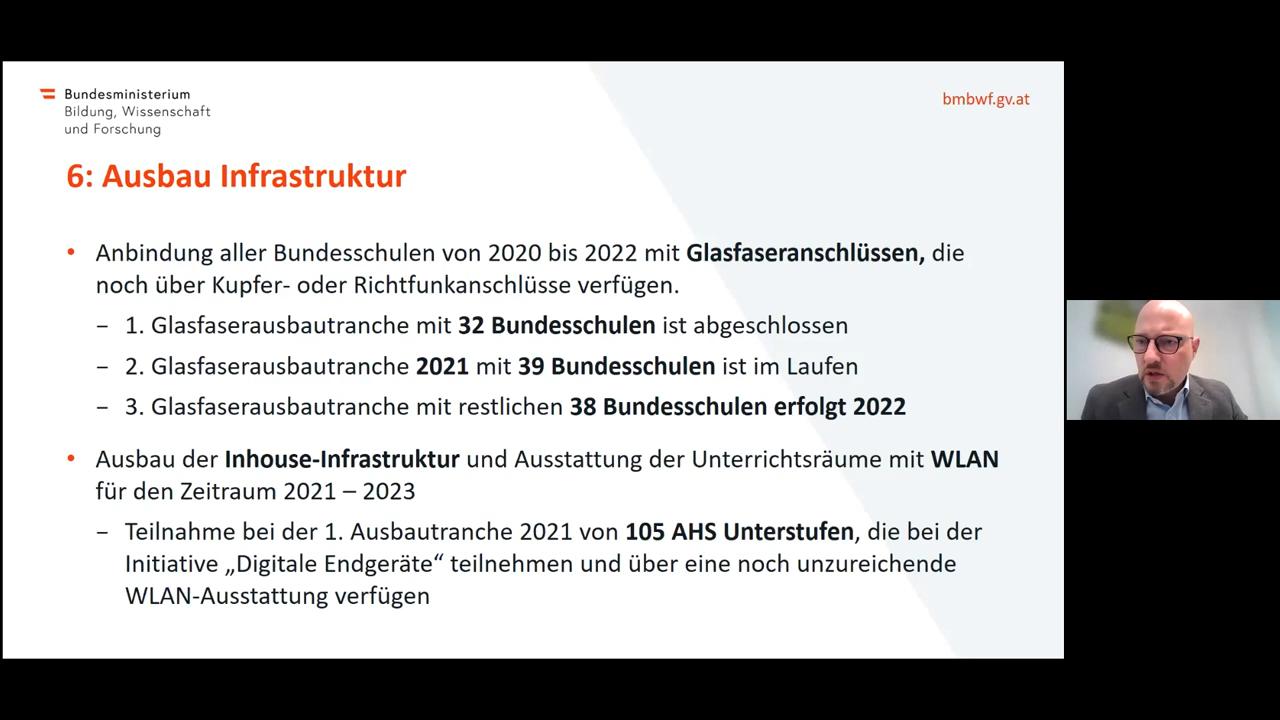 Bundesministerium
Bildung, Wissenschaft
und Forschung
bmbwf.gv.at
6: Ausbau Infrastruktur
• Anbindung aller Bundesschulen von 2020 bis 2022 mit Glasfaseranschlüssen, die
noch über Kupfer- oder Richtfunkanschlüsse verfügen.
– 1. Glasfaserausbautranche mit 32 Bundesschulen ist abgeschlossen
– 2. Glasfaserausbautranche 2021 mit 39 Bundesschulen ist im Laufen
– 3. Glasfaserausbautranche mit restlichen 38 Bundesschulen erfolgt 2022
• Ausbau der Inhouse-Infrastruktur und Ausstattung der Unterrichtsräume mit WLAN
für den Zeitraum 2021 – 2023
– Teilnahme bei der 1. Ausbautranche 2021 von 105 AHS Unterstufen, die bei der
Initiative „Digitale Endgeräte“ teilnehmen und über eine noch unzureichende
WLAN-Ausstattung verfügen